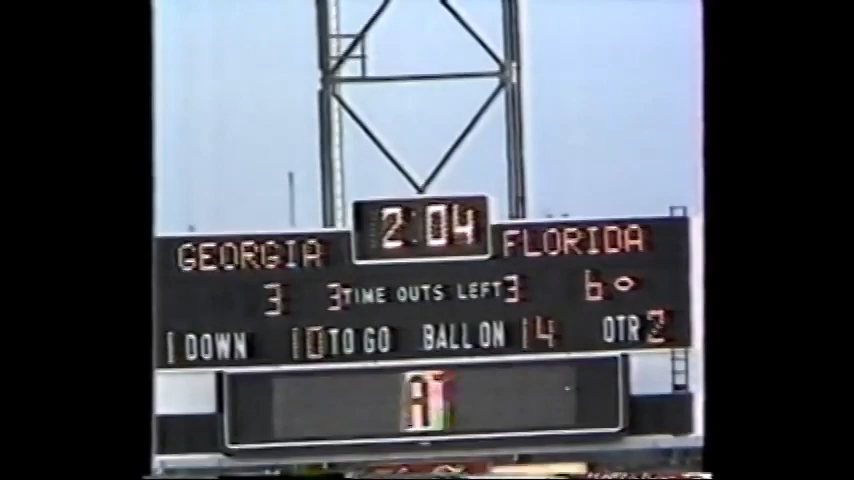 2:04
GEORGIA FLORIDA
3 3 TIME OUTS LEFT 3 6
1 DOWN 10 TO GO BALL ON 14 QTR 2